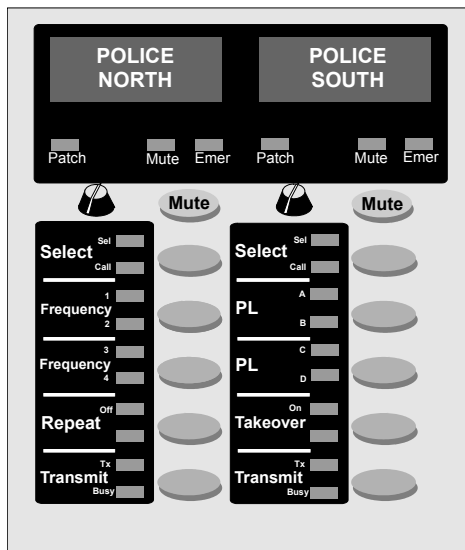 POLICE
NORTH
POLICE
SOUTH
Patch Mute Emer Patch Mute Emer
Mute
Mute
Sel
Select
Call
1
Frequency
2
3
Frequency
4
Off
Repeat
Tx
Transmit
Busy
Sel
Select
Call
A
PL
B
C
PL
D
On
Takeover
Tx
Transmit
Busy